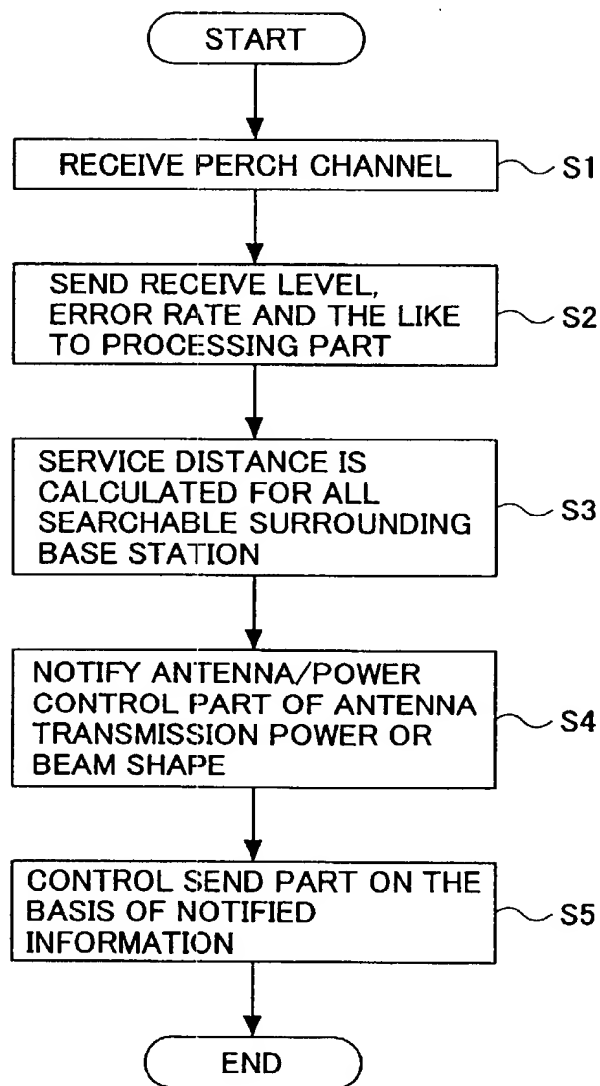 START
RECEIVE PERCH CHANNEL
S1
SEND RECEIVE LEVEL,
ERROR RATE AND THE LIKE
TO PROCESSING PART
S2
SERVICE DISTANCE IS
CALCULATED FOR ALL
SEARCHABLE SURROUNDING
BASE STATION
S3
NOTIFY ANTENNA/POWER
CONTROL PART OF ANTENNA
TRANSMISSION POWER OR
BEAM SHAPE
S4
CONTROL SEND PART ON THE
BASIS OF NOTIFIED
INFORMATION
S5
END